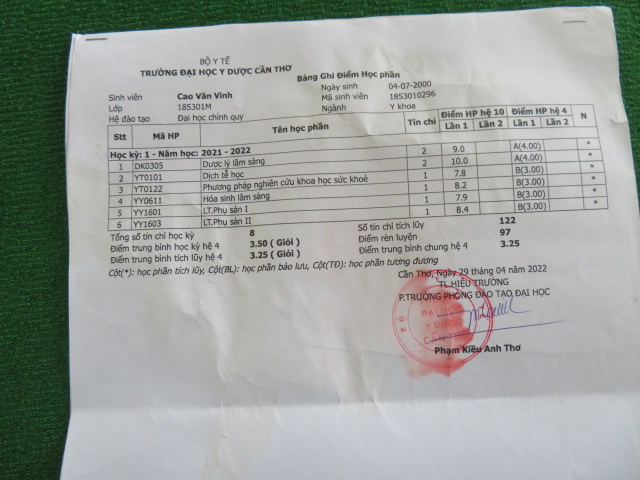 BỘ Y TẾ
TRƯỜNG ĐẠI HỌC Y DƯỢC CẦN THƠ
Bảng Ghi Điểm Học phần
Sinh viên Cao Văn Vinh Ngày sinh 04-07-2000
Lớp 185301M Mã sinh viên 1853010296
Hệ đào tạo Đại học chính quy Ngành Y khoa
Stt Mã HP Tên học phần Tín chỉ Điểm HP hệ 10 Điểm HP hệ 4 N
Lần 1 Lần 2 Lần 1 Lần 2
Học kỳ: 1 - Năm học: 2021 - 2022
1 DK0305 Dược lý lâm sàng 2 9.0 A(4.00) *
2 YT0101 Dịch tễ học 2 10.0 A(4.00) *
3 YT0122 Phương pháp nghiên cứu khoa học sức khoẻ 1 7.8 B(3.00) *
4 YY0611 Hóa sinh lâm sàng 1 8.2 B(3.00) *
5 YY1601 LT.Phụ sản I 1 7.9 B(3.00) *
6 YY1603 LT.Phụ sản II 1 8.4 B(3.00) *
Tổng số tín chỉ học kỳ 8 Số tín chỉ tích lũy 122
Điểm trung bình học kỳ hệ 4 3.50 ( Giỏi ) Điểm rèn luyện 97
Điểm trung bình tích lũy hệ 4 3.25 ( Giỏi ) Điểm trung bình chung hệ 4 3.25
Cột(*): học phần tích lũy, Cột(BL): học phần bảo lưu, Cột(TĐ): học phần tương đương
Cần Thơ, Ngày 29 tháng 04 năm 2022
TL.HIỆU TRƯỞNG
P.TRƯỞNG PHÒNG ĐÀO TẠO ĐẠI HỌC
ĐẠI HỌC
Y DƯỢC
CẦN THƠ
Phạm Kiều Anh Thơ